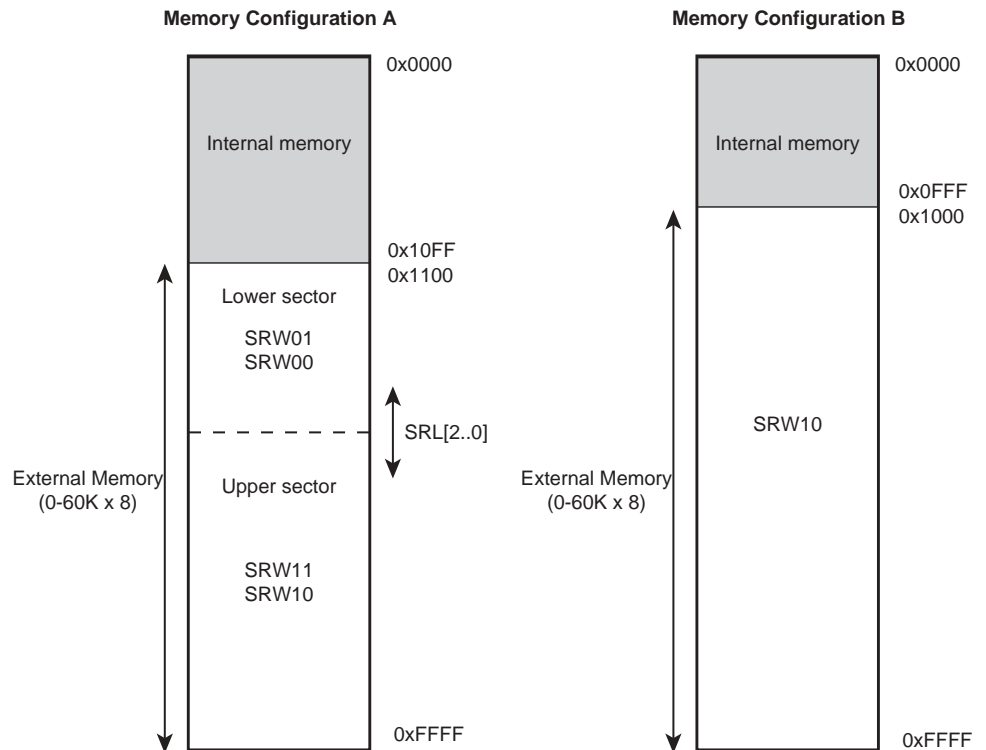 Memory Configuration A
0x0000
Internal memory
0x10FF
0x1100
Lower sector
SRW01
SRW00
SRL[2..0]
External Memory
(0-60K x 8)
Upper sector
SRW11
SRW10
0xFFFF
Memory Configuration B
0x0000
Internal memory
0x0FFF
0x1000
SRW10
External Memory
(0-60K x 8)
0xFFFF